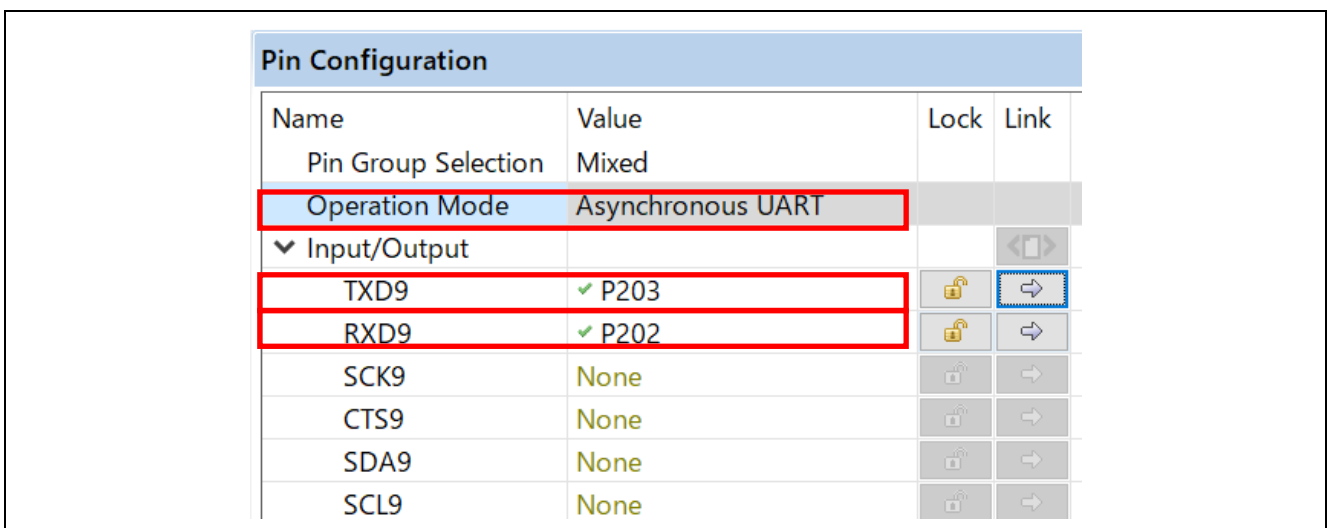 Pin Configuration
Name Value Lock Link
Pin Group Selection Mixed
Operation Mode Asynchronous UART
Input/Output
TXD9 P203
RXD9 P202
SCK9 None
CTS9 None
SDA9 None
SCL9 None